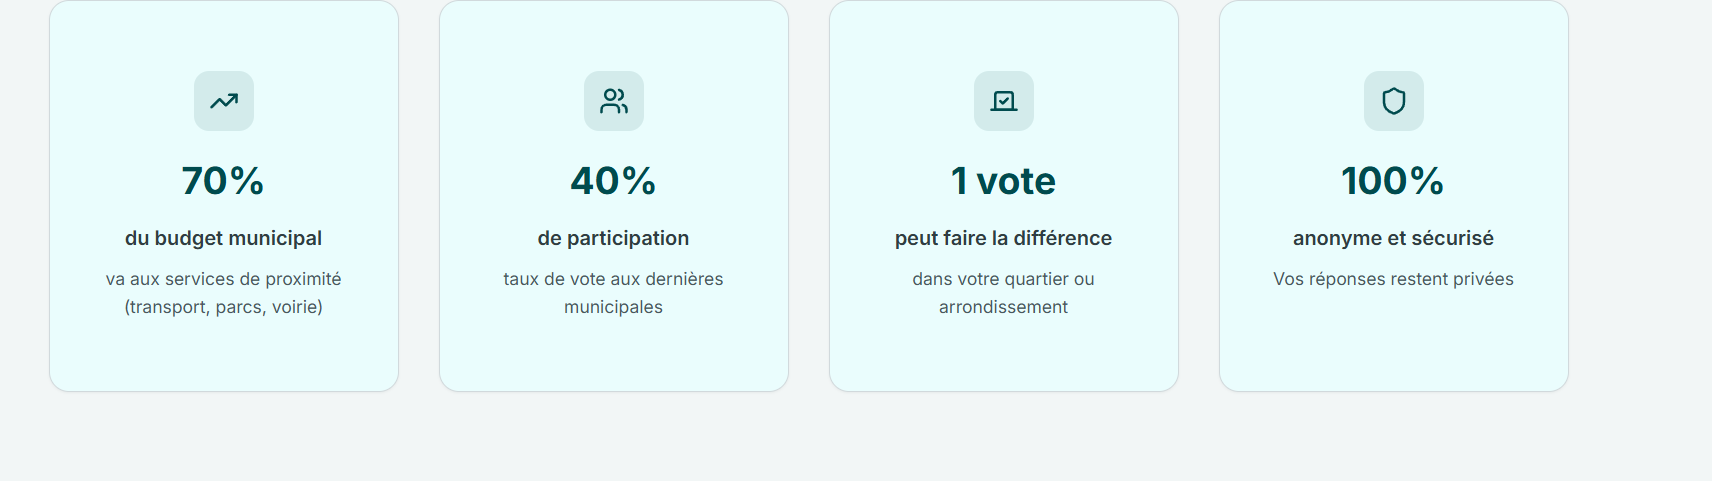 70%
du budget municipal
va aux services de proximité
(transport, parcs, voirie)
40%
de participation
taux de vote aux dernières
municipales
1 vote
peut faire la différence
dans votre quartier ou
arrondissement
100%
anonyme et sécurisé
Vos réponses restent privées